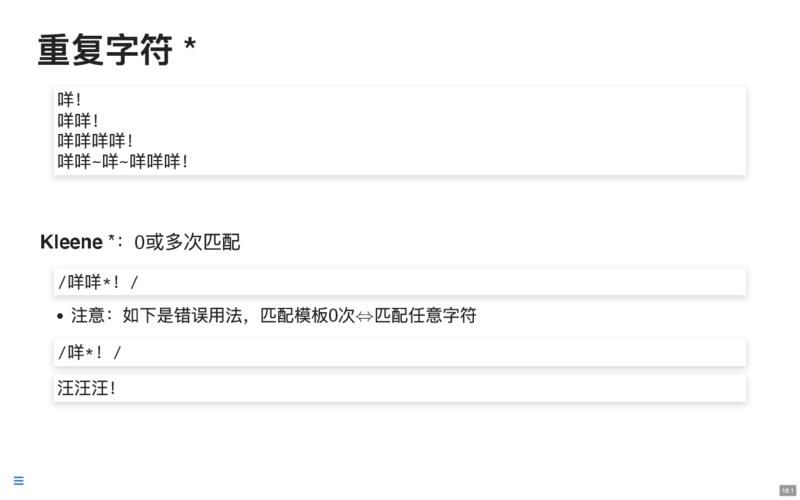 重复字符 *
咩！
咩咩！
咩咩咩咩！
咩咩~咩~咩咩咩！
Kleene *：0或多次匹配
/咩咩*！/
• 注意：如下是错误用法，匹配模板0次⇔匹配任意字符
/咩*！/
汪汪汪！
18.1